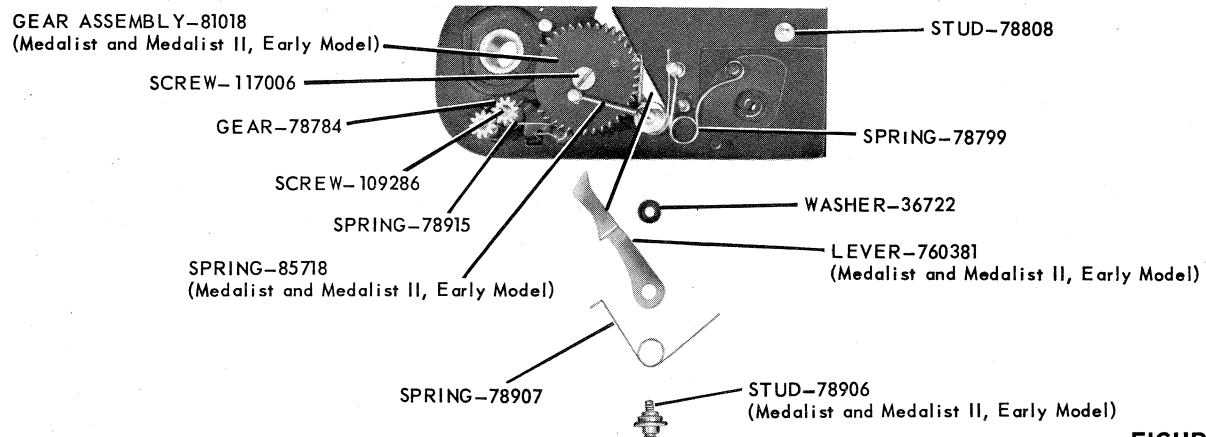 GEAR ASSEMBLY–81018
(Medalist and Medalist II, Early Model)
STUD–78808
SCREW–117006
GEAR–78784
SPRING–78799
SCREW–109286
WASHER–36722
SPRING–78915
LEVER–760381
(Medalist and Medalist II, Early Model)
SPRING–85718
(Medalist and Medalist II, Early Model)
SPRING–78907
STUD–78906
(Medalist and Medalist II, Early Model)